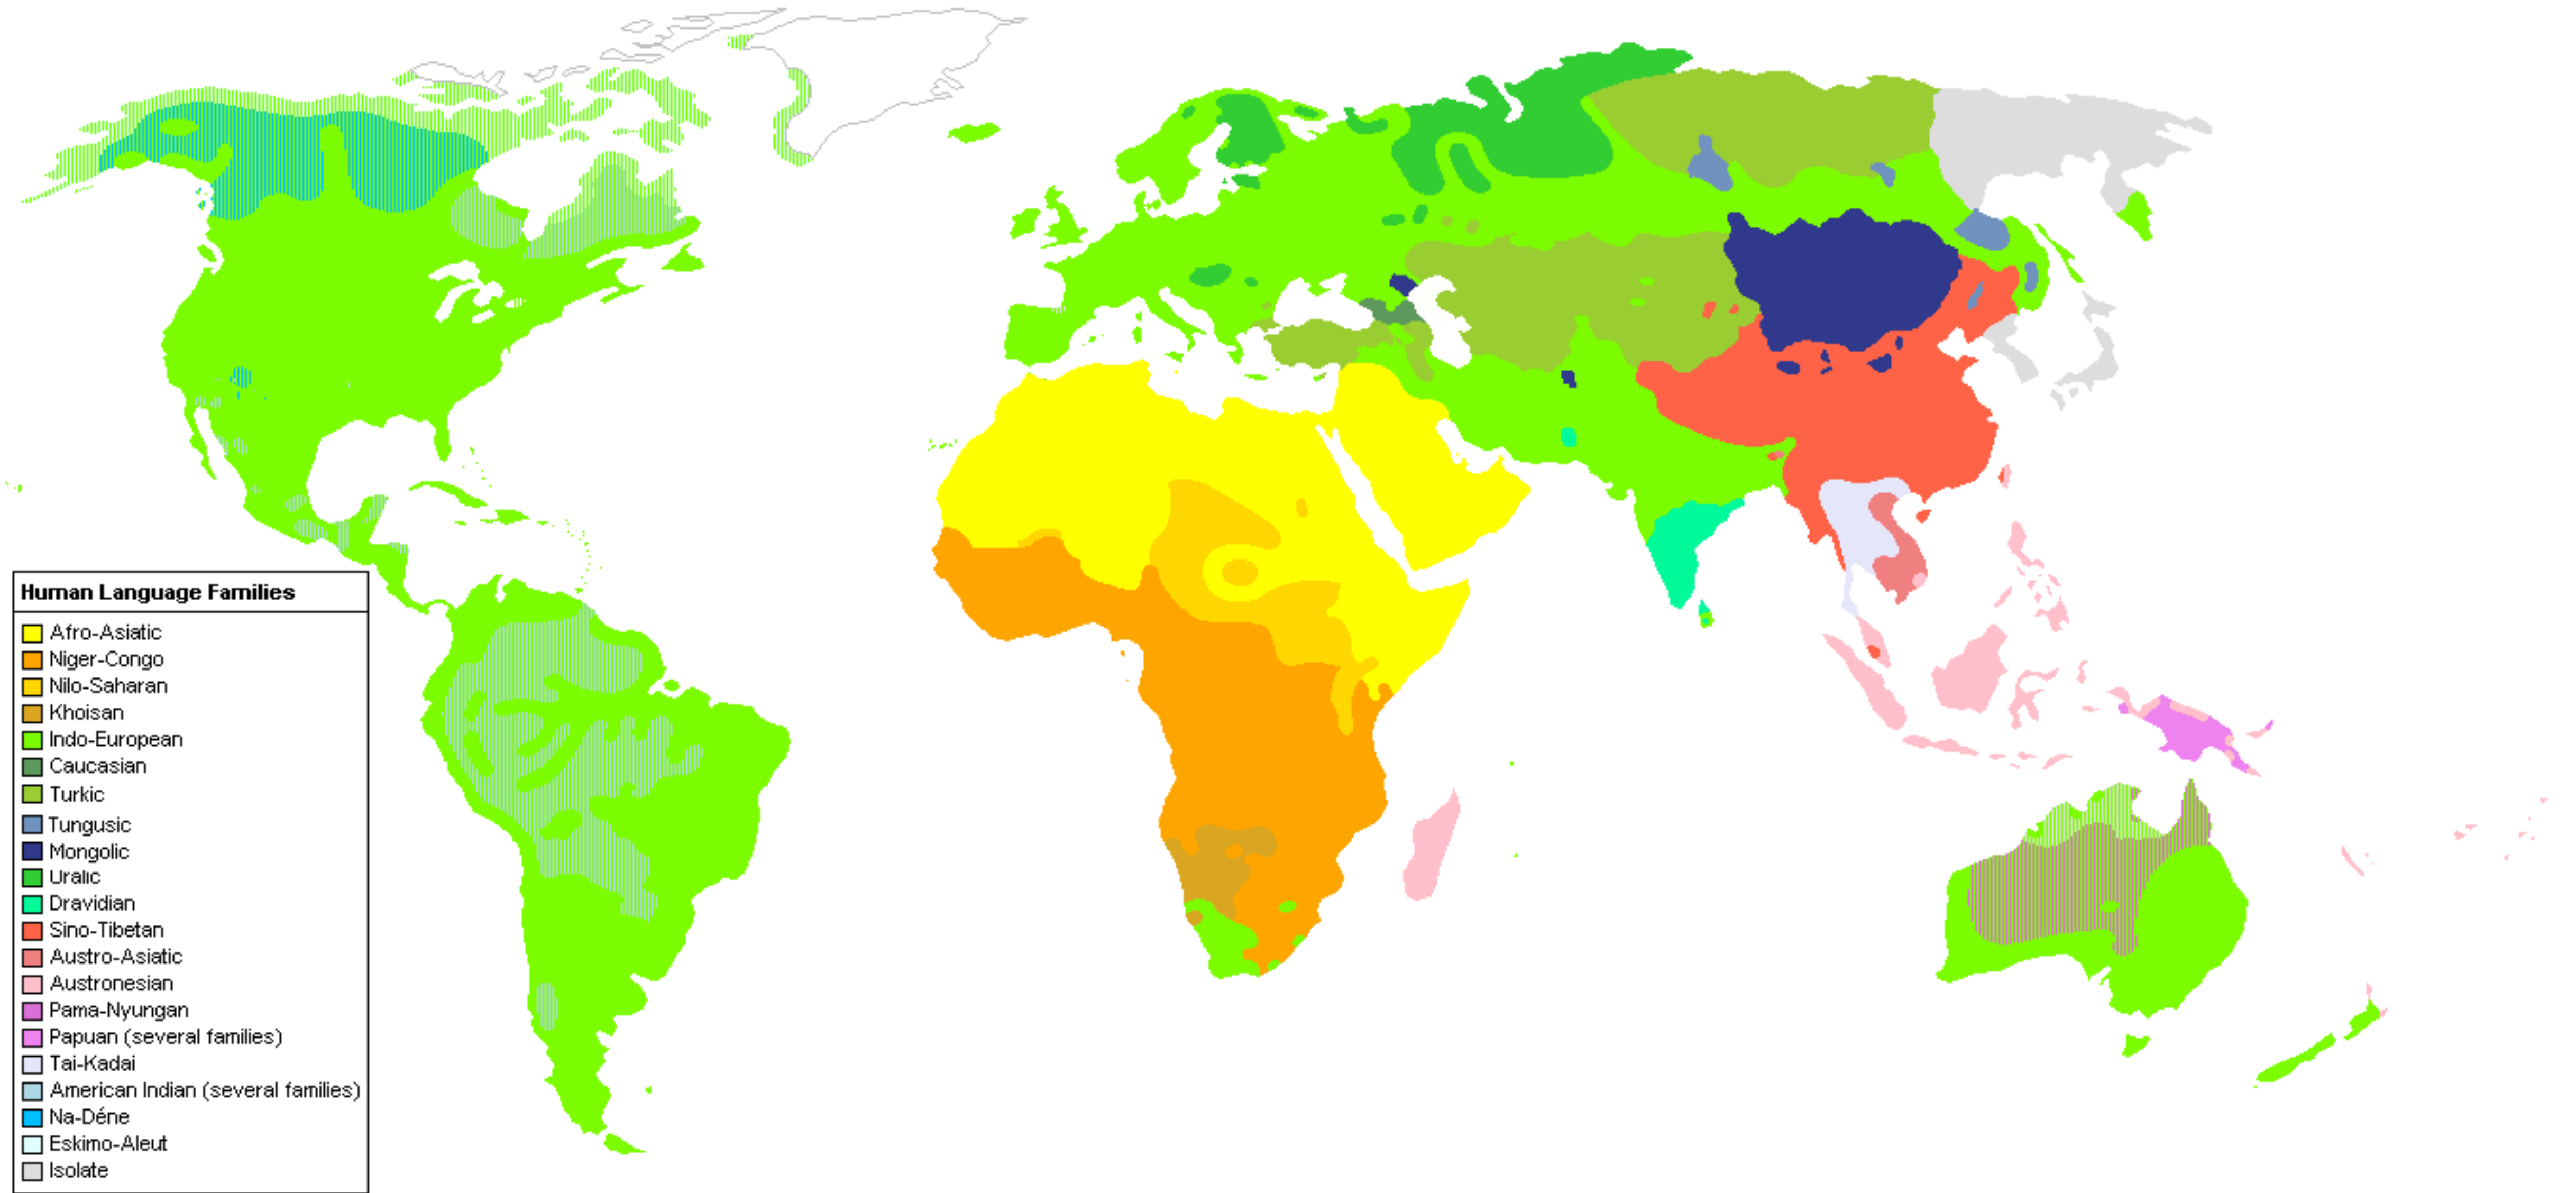 Human Language Families
Afro-Asiatic
Niger-Congo
Nilo-Saharan
Khoisan
Indo-European
Caucasian
Turkic
Tungusic
Mongolic
Uralic
Dravidian
Sino-Tibetan
Austro-Asiatic
Austronesian
Pama-Nyungan
Papuan (several families)
Tai-Kadai
American Indian (several families)
Na-Déne
Eskimo-Aleut
Isolate